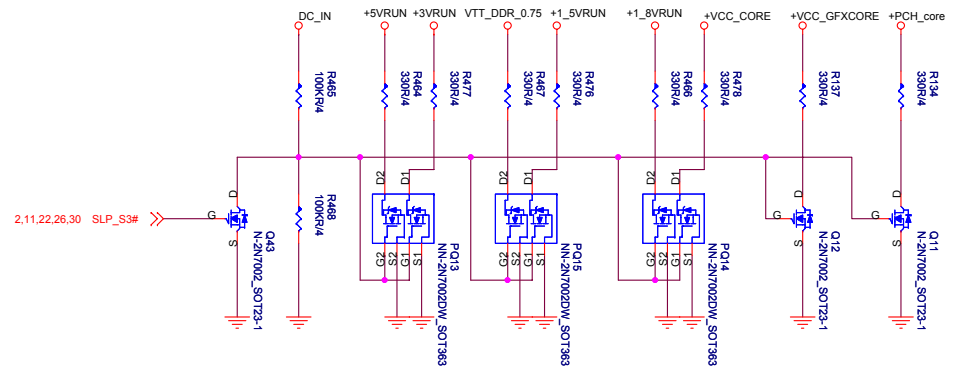 DC_IN
+5VRUN
+3VRUN
VTT_DDR_0.75
+1_5VRUN
+1_8VRUN
+VCC_CORE
+VCC_GFXCORE
+PCH_core
R465
100KR/4
R464
330R/4
R477
330R/4
R467
330R/4
R476
330R/4
R466
330R/4
R478
330R/4
R137
330R/4
R134
330R/4
2,11,22,26,30 SLP_S3#
G
D
S
Q43
N-2N7002_SOT23-1
R468
100KR/4
D2
D1
G2
S2
G1
S1
PQ13
NN-2N7002DW_SOT363
D2
D1
G2
S2
G1
S1
PQ15
NN-2N7002DW_SOT363
D2
D1
G2
S2
G1
S1
PQ14
NN-2N7002DW_SOT363
G
D
S
Q12
N-2N7002_SOT23-1
G
D
S
Q11
N-2N7002_SOT23-1